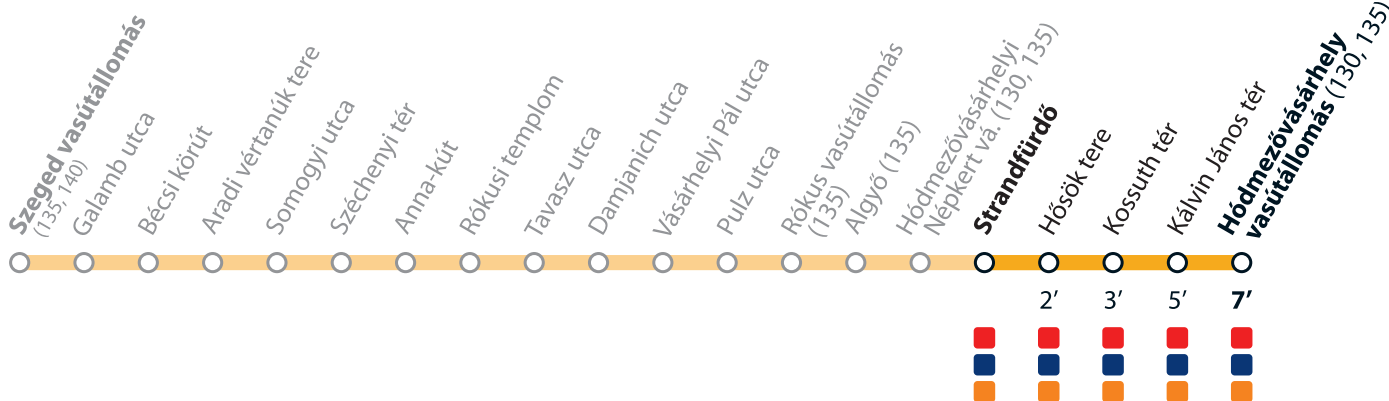 Szeged vasútállomás
(135, 140)
Galamb utca
Bécsi körút
Aradi vértanúk tere
Somogyi utca
Széchenyi tér
Anna-kút
Rókusi templom
Tavasz utca
Damjanich utca
Vásárhelyi Pál utca
Pulz utca
Rókus vasútállomás
(135)
Algyő (135)
Hódmezővásárhelyi
Népkert vá. (130, 135)
Strandfürdő
Hősök tere
Kossuth tér
Kálvin János tér
Hódmezővásárhely
vasútállomás (130, 135)
2’ 3’ 5’ 7’